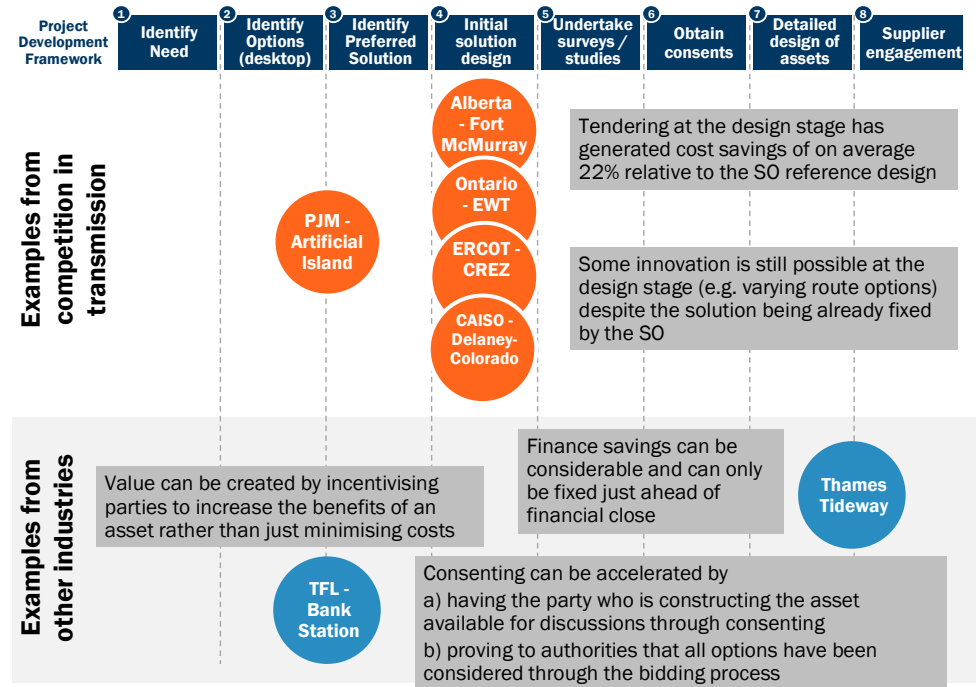 Project
Development
Framework
1
Identify
Need
2
Identify
Options
(desktop)
3
Identify
Preferred
Solution
4
Initial
solution
design
5
Undertake
surveys /
studies
6
Obtain
consents
7
Detailed
design of
assets
8
Supplier
engagement
Examples from
competition in
transmission
PJM -
Artificial
Island
Alberta
- Fort
McMurray
Ontario
- EWT
ERCOT -
CREZ
CAISO -
Delaney-
Colorado
Tendering at the design stage has
generated cost savings of on average
22% relative to the SO reference design
Some innovation is still possible at the
design stage (e.g. varying route options)
despite the solution being already fixed
by the SO
Examples from
other industries
Value can be created by incentivising
parties to increase the benefits of an
asset rather than just minimising costs
Finance savings can be
considerable and can only
be fixed just ahead of
financial close
Thames
Tideway
TFL -
Bank
Station
Consenting can be accelerated by
a) having the party who is constructing the asset
available for discussions through consenting
b) proving to authorities that all options have been
considered through the bidding process